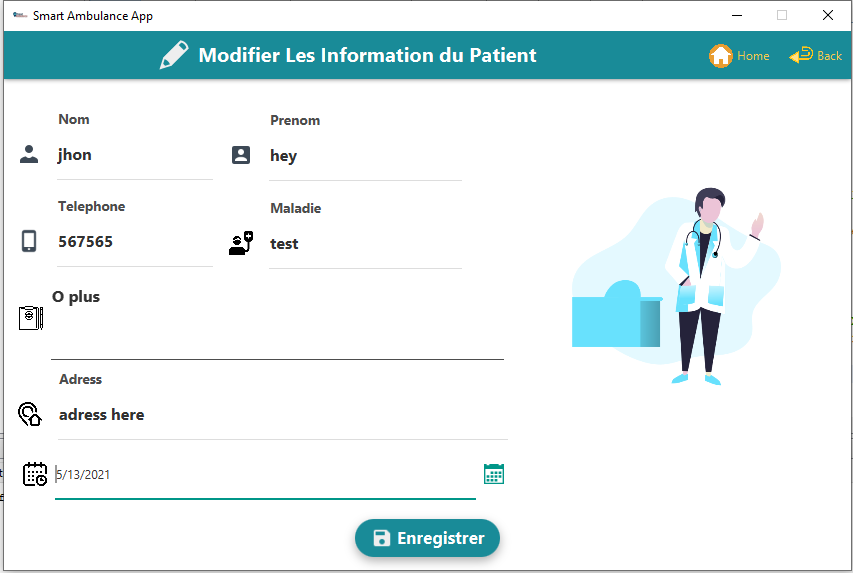 Smart Ambulance App
Modifier Les Information du Patient
Home
Back
Nom
Prenom
jhon
hey
Telephone
Maladie
567565
test
O plus
Adress
adress here
5/13/2021
Enregistrer